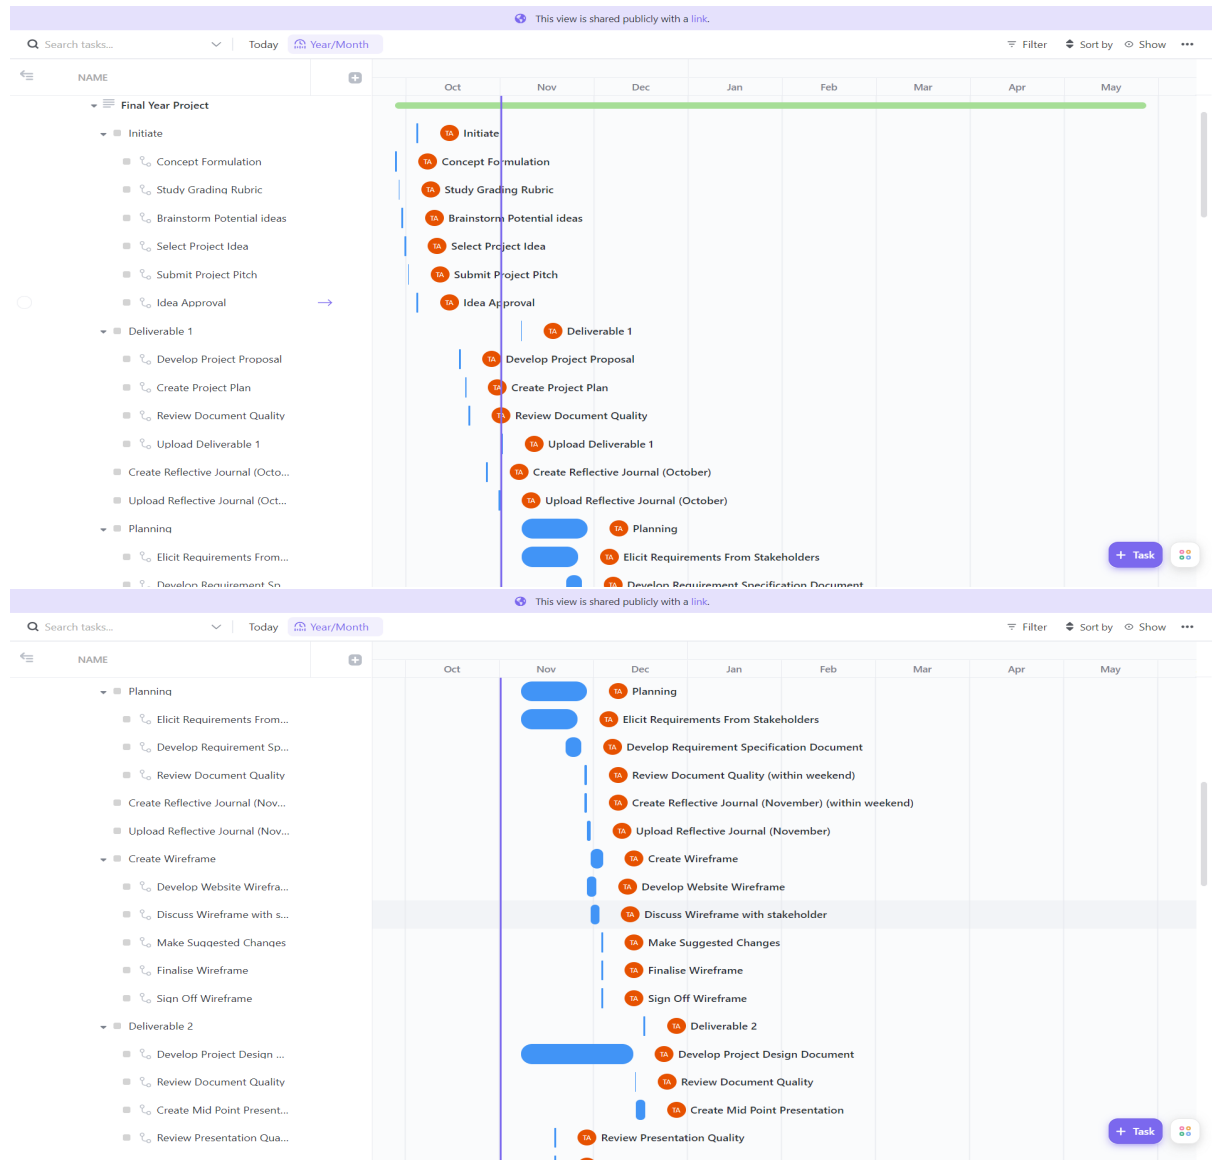 This view is shared publicly with a link.
Search tasks... Today Year/Month Filter Sort by Show
NAME Oct Nov Dec Jan Feb Mar Apr May
Final Year Project
Initiate TA Initiate
Concept Formulation TA Concept Formulation
Study Grading Rubric TA Study Grading Rubric
Brainstorm Potential ideas TA Brainstorm Potential ideas
Select Project Idea TA Select Project Idea
Submit Project Pitch TA Submit Project Pitch
Idea Approval TA Idea Approval
Deliverable 1 TA Deliverable 1
Develop Project Proposal TA Develop Project Proposal
Create Project Plan TA Create Project Plan
Review Document Quality TA Review Document Quality
Upload Deliverable 1 TA Upload Deliverable 1
Create Reflective Journal (Octo... TA Create Reflective Journal (October)
Upload Reflective Journal (Oct... TA Upload Reflective Journal (October)
Planning TA Planning
Elicit Requirements From... TA Elicit Requirements From Stakeholders
+ Task
Develop Requirement Sp... TA Develop Requirement Specification Document
This view is shared publicly with a link.
Search tasks... Today Year/Month Filter Sort by Show
NAME Oct Nov Dec Jan Feb Mar Apr May
Planning TA Planning
Elicit Requirements From... TA Elicit Requirements From Stakeholders
Develop Requirement Sp... TA Develop Requirement Specification Document
Review Document Quality TA Review Document Quality (within weekend)
Create Reflective Journal (Nov... TA Create Reflective Journal (November) (within weekend)
Upload Reflective Journal (Nov... TA Upload Reflective Journal (November)
Create Wireframe TA Create Wireframe
Develop Website Wirefra... TA Develop Website Wireframe
Discuss Wireframe with s... TA Discuss Wireframe with stakeholder
Make Suggested Changes TA Make Suggested Changes
Finalise Wireframe TA Finalise Wireframe
Sign Off Wireframe TA Sign Off Wireframe
Deliverable 2 TA Deliverable 2
Develop Project Design ... TA Develop Project Design Document
Review Document Quality TA Review Document Quality
Create Mid Point Present... TA Create Mid Point Presentation
+ Task
Review Presentation Qua... TA Review Presentation Quality